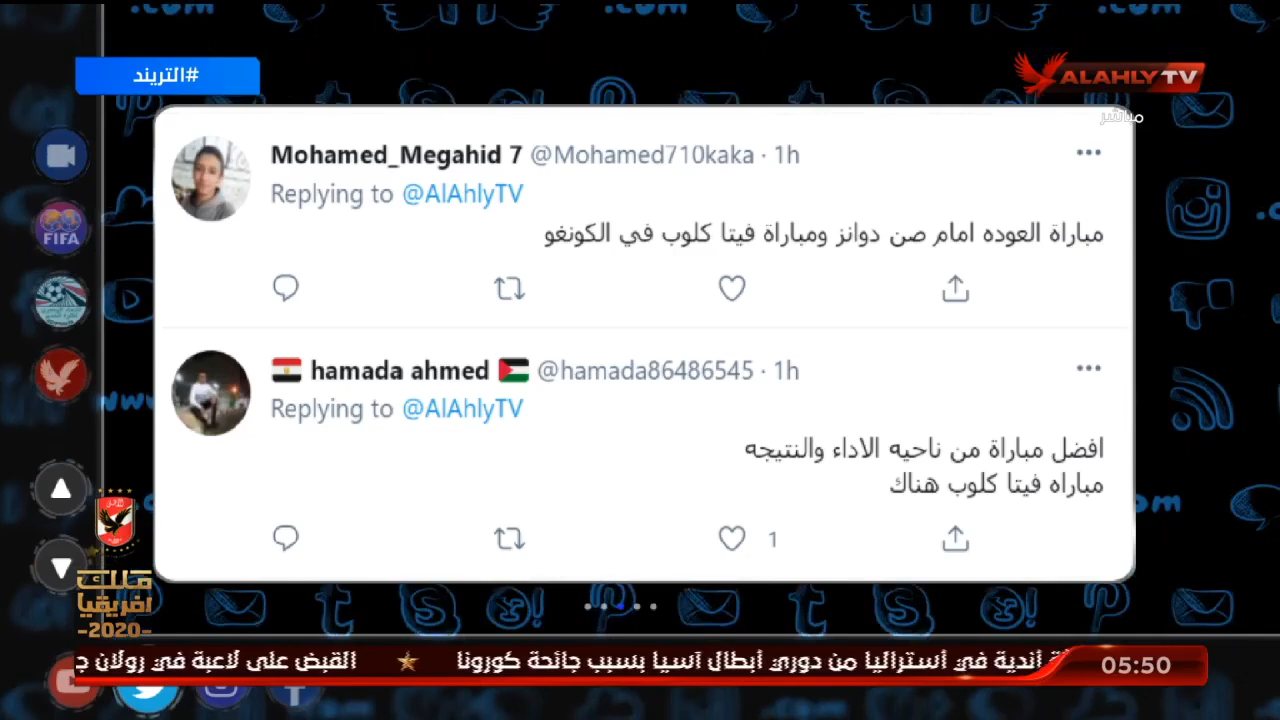 #التريند
ALAHLY TV
مباشر
Mohamed_Megahid 7 @Mohamed710kaka · 1h
Replying to @AlAhlyTV
مباراة العوده امام صن دوانز ومباراة فيتا كلوب في الكونغو
FIFA
hamada ahmed @hamada86486545 · 1h
Replying to @AlAhlyTV
افضل مباراة من ناحيه الاداء والنتيجه
مباراه فيتا كلوب هناك
1
ملك
افريقيا
-2020-
أندية في أستراليا من دوري أبطال آسيا بسبب جائحة كورونا ★ القبض على لاعبة في رولان
05:50